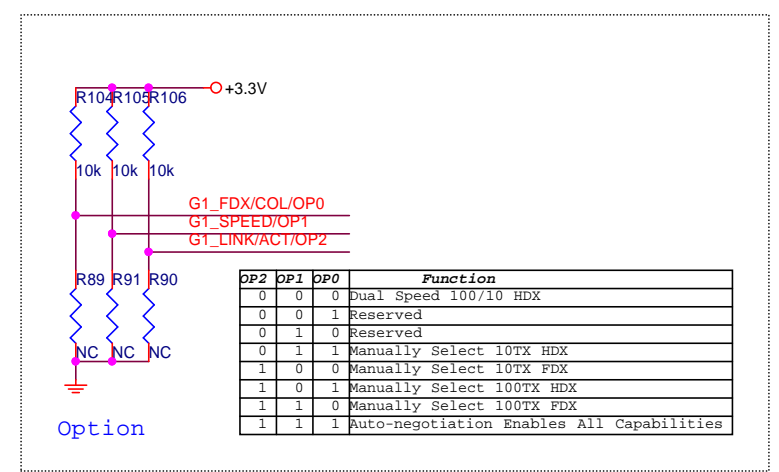 +3.3V
R104 R105 R106
10k 10k 10k
G1_FDX/COL/OP0
G1_SPEED/OP1
G1_LINK/ACT/OP2
R89 R91 R90
NC NC NC
Option
OP2 OP1 OP0 Function
0 0 0 Dual Speed 100/10 HDX
0 0 1 Reserved
0 1 0 Reserved
0 1 1 Manually Select 10TX HDX
1 0 0 Manually Select 10TX FDX
1 0 1 Manually Select 100TX HDX
1 1 0 Manually Select 100TX FDX
1 1 1 Auto-negotiation Enables All Capabilities